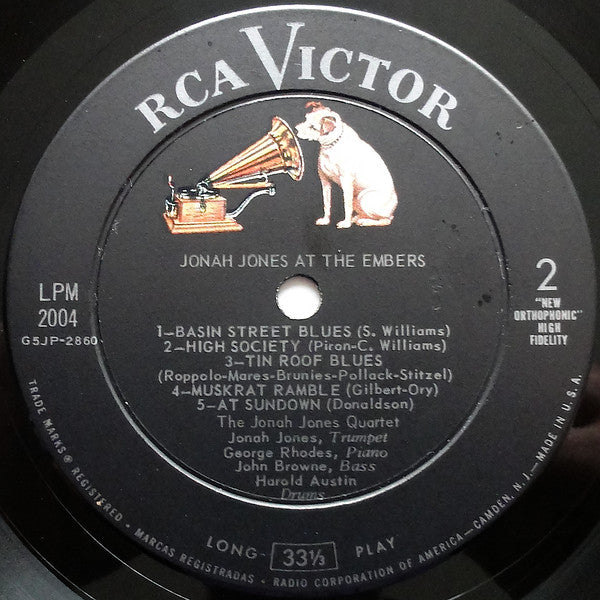 RCA VICTOR
JONAH JONES AT THE EMBERS
LPM
2004
G5JP-2860
2
"NEW
ORTHOPHONIC"
HIGH
FIDELITY
1—BASIN STREET BLUES (S. Williams)
2—HIGH SOCIETY (Piron-C. Williams)
3—TIN ROOF BLUES
(Roppolo-Mares-Brunies-Pollack-Stitzel)
4—MUSKRAT RAMBLE (Gilbert-Ory)
5—AT SUNDOWN (Donaldson)
The Jonah Jones Quartet
Jonah Jones, Trumpet
George Rhodes, Piano
John Browne, Bass
Harold Austin
Drums
LONG- 33⅓ PLAY
TRADE MARKS ® REGISTERED • MARCAS REGISTRADAS • RADIO CORPORATION OF AMERICA—CAMDEN, N.J.—MADE IN U.S.A.